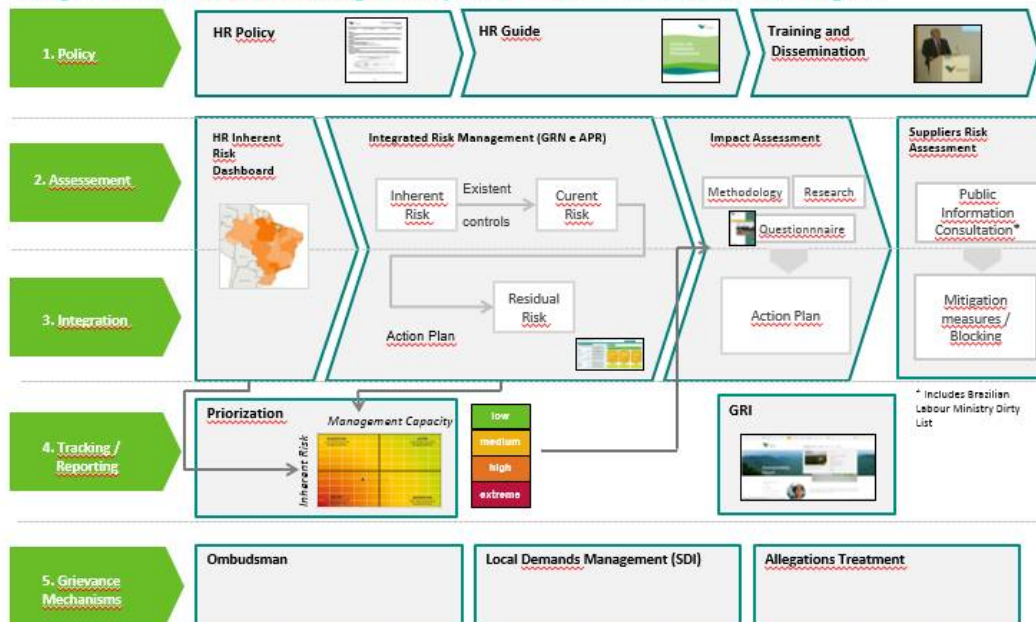 1. Policy
HR Policy
HR Guide
Training and
Dissemination
2. Assessement
HR Inherent
Risk
Dashboard
Integrated Risk Management (GRN e APR)
Inherent
Risk
Existent
controls
Curent
Risk
Impact Assessment
Methodology
Research
Questionnnaire
Suppliers Risk
Assessment
Public
Information
Consultation*
3. Integration
Action Plan
Residual
Risk
Action Plan
Mitigation
measures /
Blocking
* Includes Brazilian
Labour Ministry Dirty
List
4. Tracking /
Reporting
Priorization
Management Capacity
Inherent Risk
low
medium
high
extreme
GRI
5. Grievance
Mechanisms
Ombudsman
Local Demands Management (SDI)
Allegations Treatment